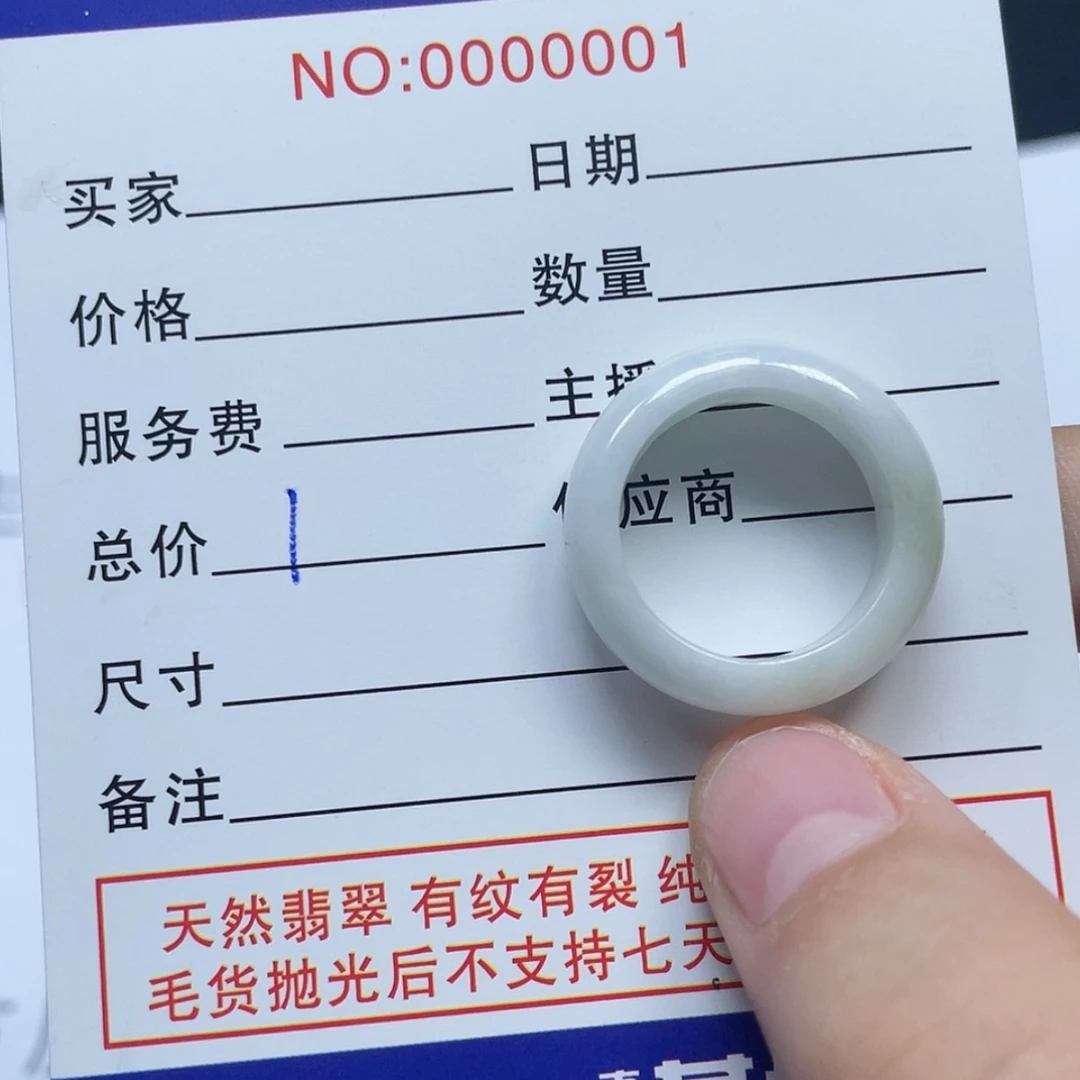 NO:0000001
买家 日期
价格 数量
服务费 主播
总价 应商
尺寸
备注
天然翡翠 有纹有裂 纯
毛货抛光后不支持七天